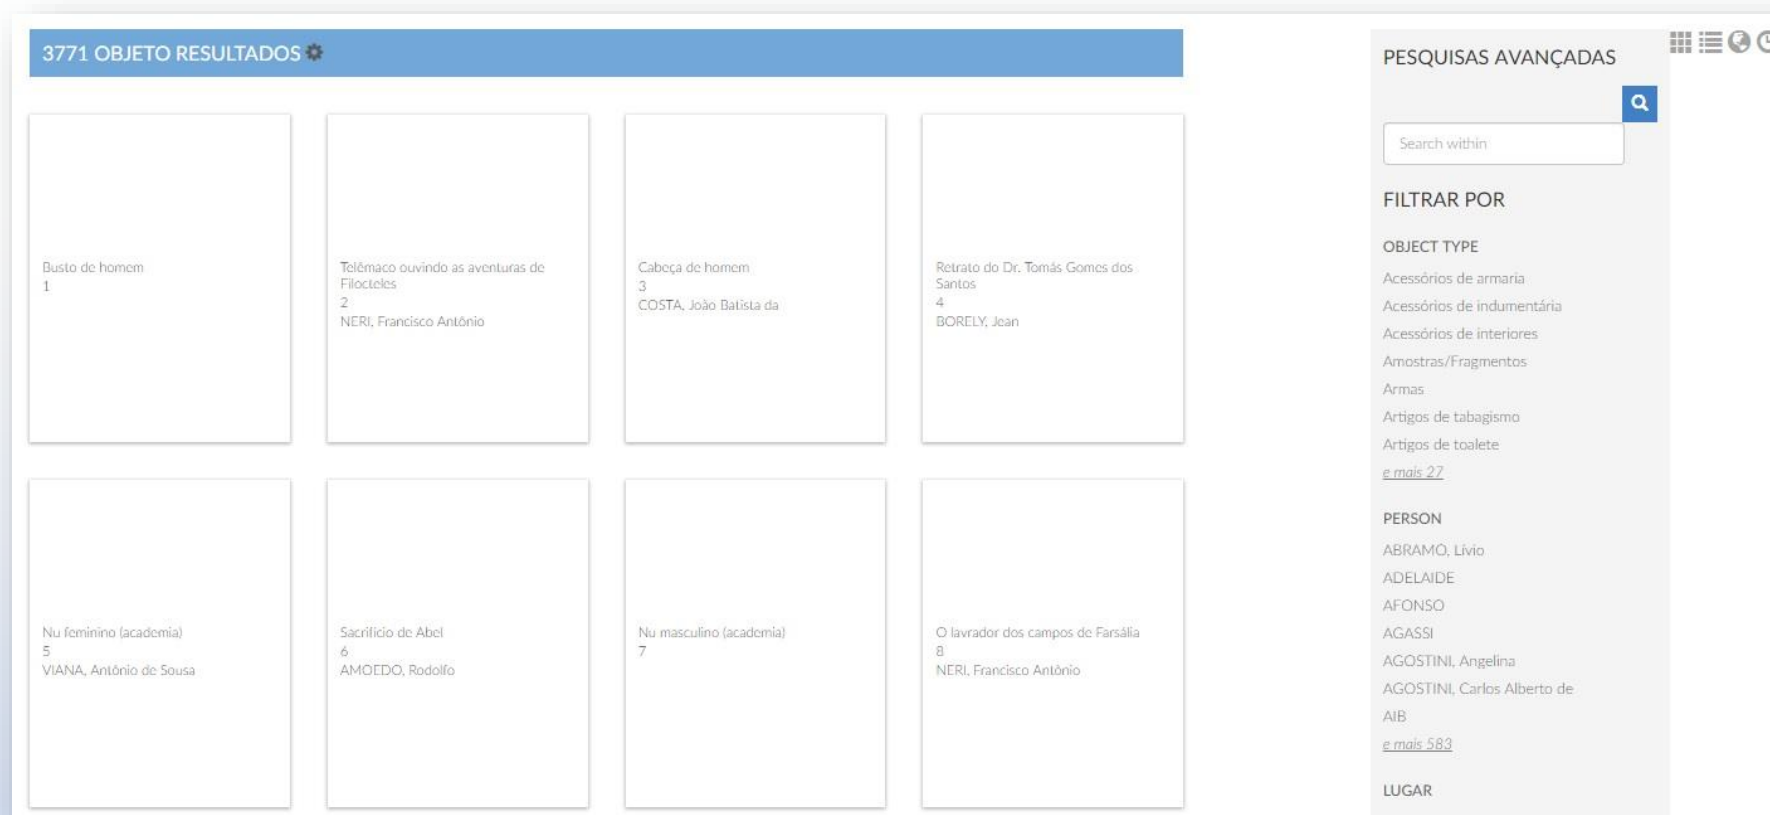 3771 OBJETO RESULTADOS
Busto de homem
1
Telêmaco ouvindo as aventuras de
Filocteles
2
NERI, Francisco Antônio
Cabeça de homem
3
COSTA, João Batista da
Retrato do Dr. Tomás Gomes dos
Santos
4
BORELY, Jean
Nu feminino (academia)
5
VIANA, Antônio de Sousa
Sacrifício de Abel
6
AMOEDO, Rodolfo
Nu masculino (academia)
7
O lavrador dos campos de Farsália
8
NERI, Francisco Antônio
PESQUISAS AVANÇADAS
Search within
FILTRAR POR
OBJECT TYPE
Acessórios de armaria
Acessórios de indumentária
Acessórios de interiores
Amostras/Fragmentos
Armas
Artigos de tabagismo
Artigos de toalete
e mais 27
PERSON
ABRAMO, Lívio
ADELAIDE
AFONSO
AGASSI
AGOSTINI, Angelina
AGOSTINI, Carlos Alberto de
AIB
e mais 583
LUGAR